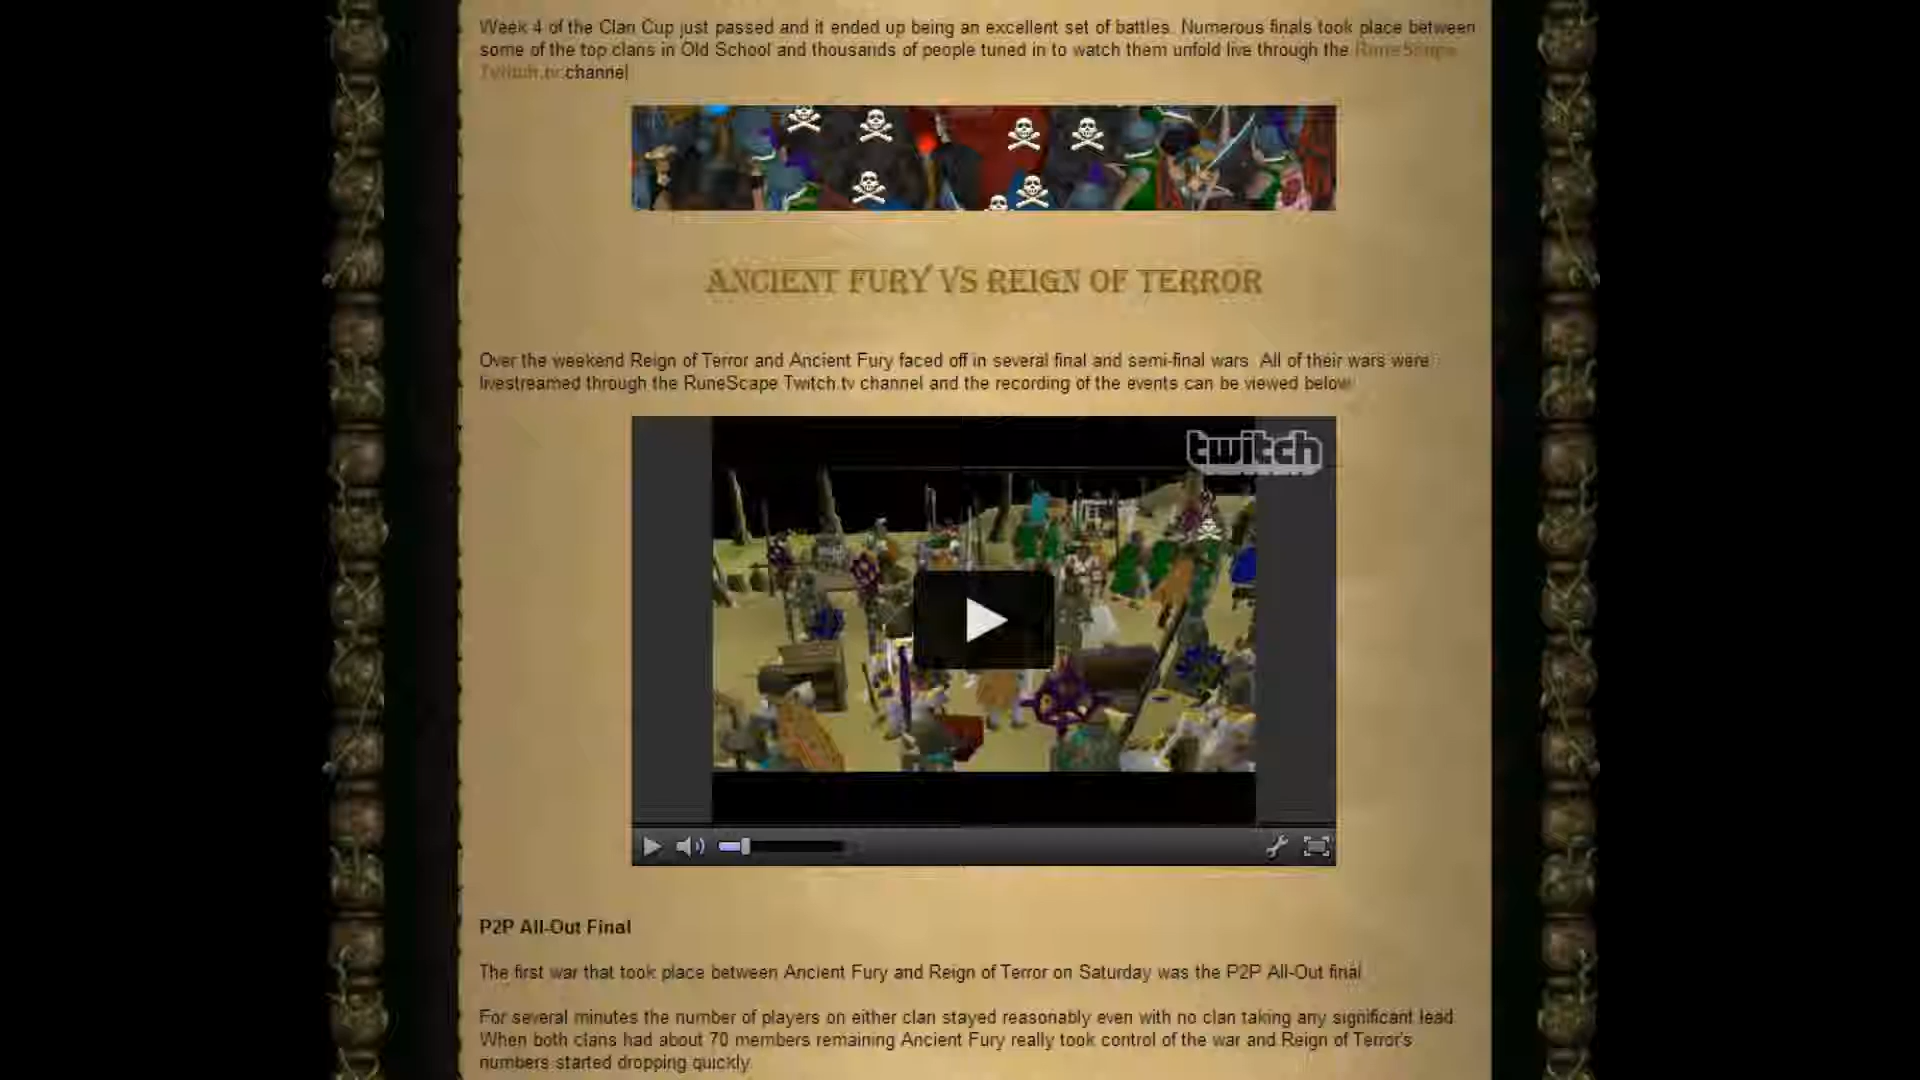 Week 4 of the Clan Cup just passed and it ended up being an excellent set of battles. Numerous finals took place between
some of the top clans in Old School and thousands of people tuned in to watch them unfold live through the RuneScape
Twitch.tv channel
ANCIENT FURY VS REIGN OF TERROR
Over the weekend Reign of Terror and Ancient Fury faced off in several final and semi-final wars. All of their wars were
livestreamed through the RuneScape Twitch.tv channel and the recording of the events can be viewed below
twitch
P2P All-Out Final
The first war that took place between Ancient Fury and Reign of Terror on Saturday was the P2P All-Out final.
For several minutes the number of players on either clan stayed reasonably even with no clan taking any significant lead.
When both clans had about 70 members remaining Ancient Fury really took control of the war and Reign of Terror's
numbers started dropping quickly.